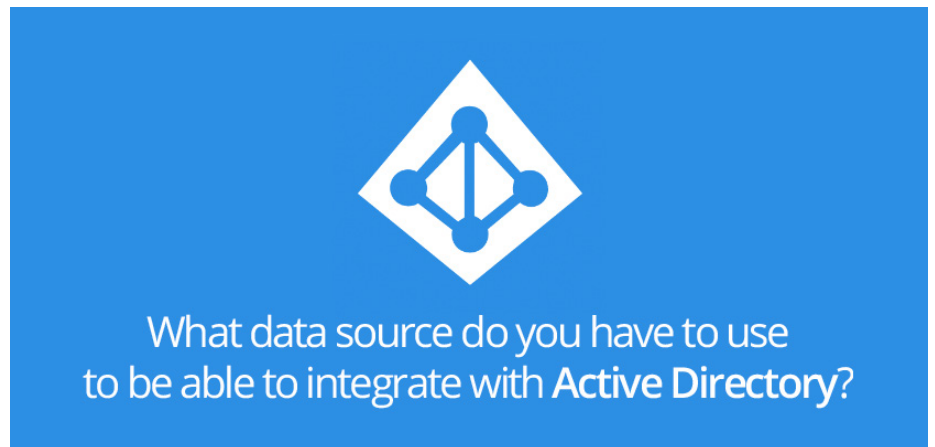 What data source do you have to use
to be able to integrate with Active Directory?